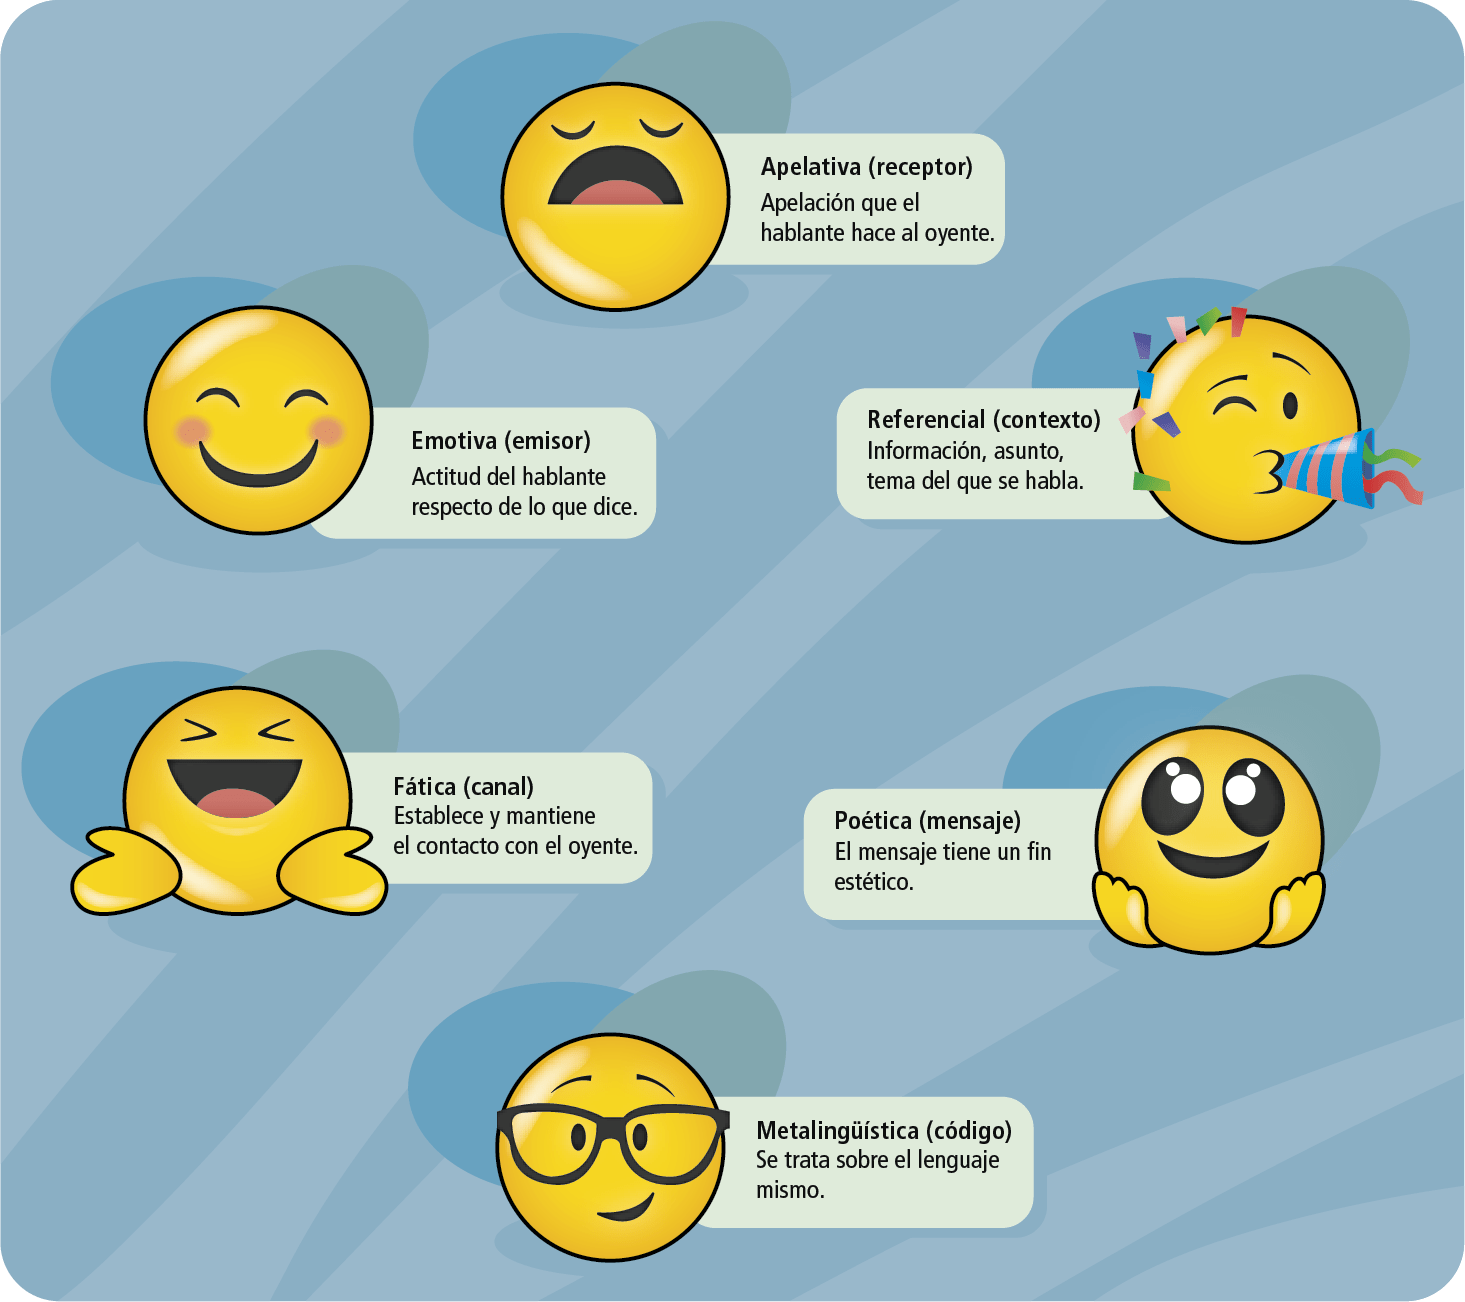 Apelativa (receptor)
Apelación que el
hablante hace al oyente.
Emotiva (emisor)
Actitud del hablante
respecto de lo que dice.
Referencial (contexto)
Información, asunto,
tema del que se habla.
Fática (canal)
Establece y mantiene
el contacto con el oyente.
Poética (mensaje)
El mensaje tiene un fin
estético.
Metalingüística (código)
Se trata sobre el lenguaje
mismo.